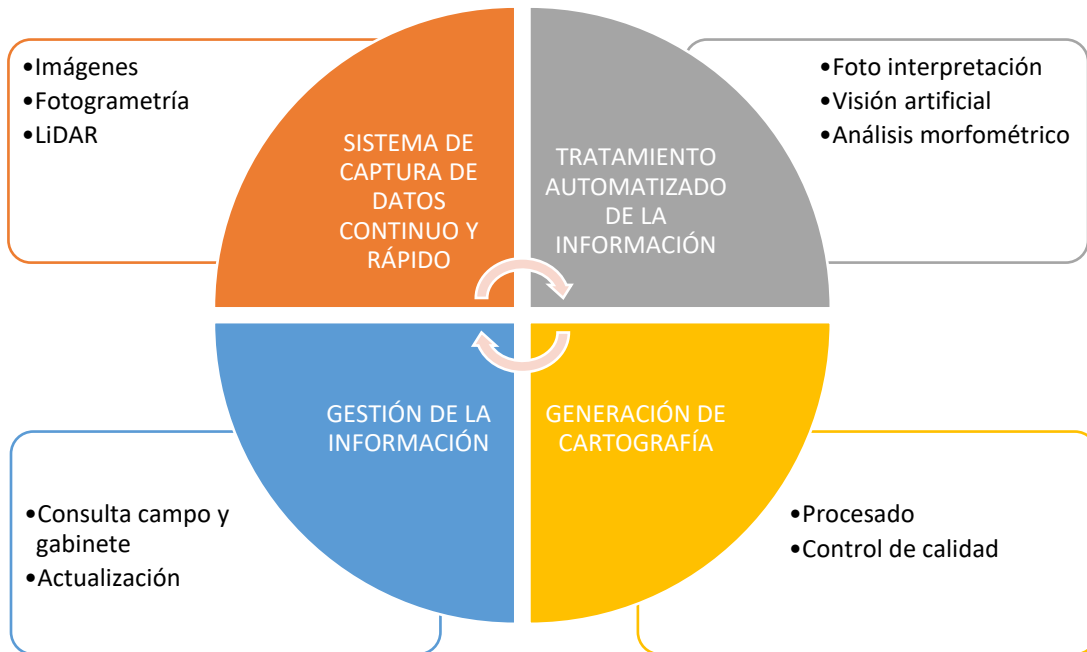 •Imágenes
•Fotogrametría
•LiDAR
SISTEMA DE
CAPTURA DE
DATOS
CONTINUO Y
RÁPIDO
TRATAMIENTO
AUTOMATIZADO
DE LA
INFORMACIÓN
•Foto interpretación
•Visión artificial
•Análisis morfométrico
•Consulta campo y
gabinete
•Actualización
GESTIÓN DE LA
INFORMACIÓN
GENERACIÓN DE
CARTOGRAFÍA
•Procesado
•Control de calidad